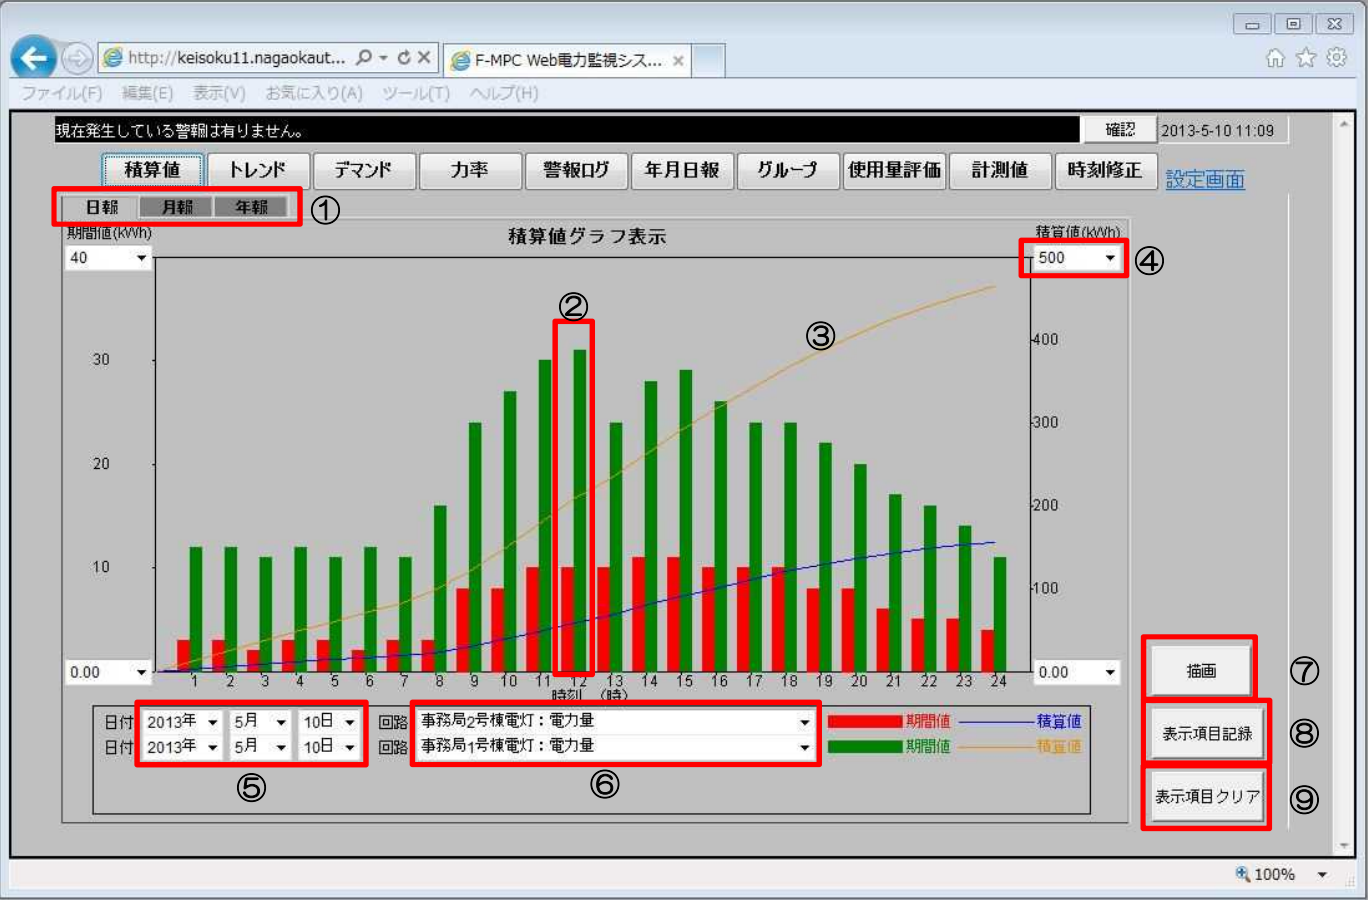 http://keisoku11.nagaokaut...
F-MPC Web電力監視シス...
ファイル(F) 編集(E) 表示(V) お気に入り(A) ツール(T) ヘルプ(H)
現在発生している警報は有りません。 確認 2013-5-10 11:09
積算値 トレンド デマンド 力率 警報ログ 年月日報 グループ 使用量評価 計測値 時刻修正 設定画面
日報 月報 年報 ①
期間値(kWh) 積算値グラフ表示 積算値(kWh)
40 500 ④
②
③
400
30
300
20
200
10
100
0.00 0.00
1 2 3 4 5 6 7 8 9 10 11 12 13 14 15 16 17 18 19 20 21 22 23 24
時刻 (時)
描画 ⑦
日付 2013年 5月 10日 回路 事務局2号棟電灯:電力量 期間値 積算値
日付 2013年 5月 10日 回路 事務局1号棟電灯:電力量 期間値 積算値
表示項目記録 ⑧
⑤ ⑥
表示項目クリア ⑨
100%